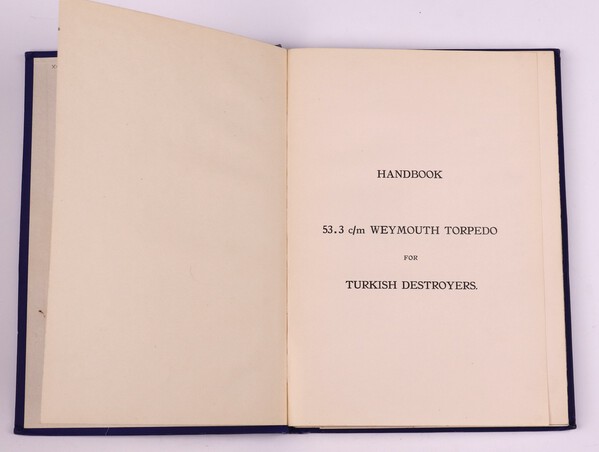 HANDBOOK
53.3 c/m WEYMOUTH TORPEDO
FOR
TURKISH DESTROYERS.